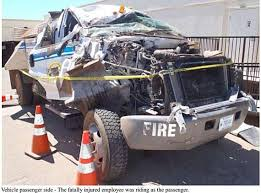 FIRE
Vehicle passenger side - The fatally injured employee was riding as the passenger.